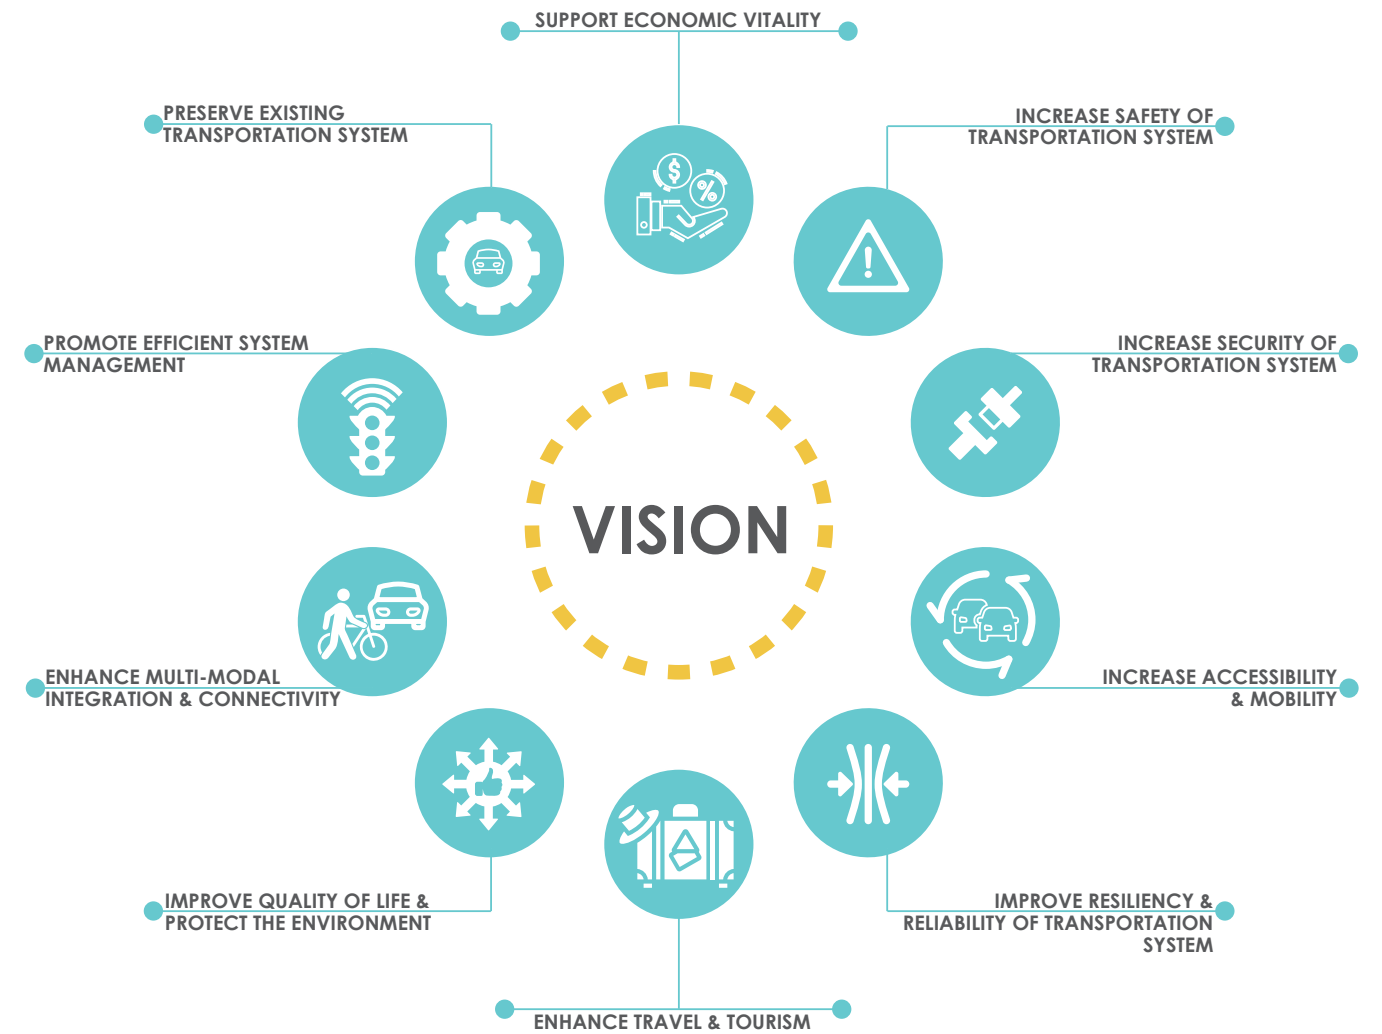 SUPPORT ECONOMIC VITALITY
PRESERVE EXISTING
TRANSPORTATION SYSTEM
INCREASE SAFETY OF
TRANSPORTATION SYSTEM
$
%
!
PROMOTE EFFICIENT SYSTEM
MANAGEMENT
INCREASE SECURITY OF
TRANSPORTATION SYSTEM
VISION
ENHANCE MULTI-MODAL
INTEGRATION & CONNECTIVITY
INCREASE ACCESSIBILITY
& MOBILITY
IMPROVE QUALITY OF LIFE &
PROTECT THE ENVIRONMENT
IMPROVE RESILIENCY &
RELIABILITY OF TRANSPORTATION
SYSTEM
ENHANCE TRAVEL & TOURISM